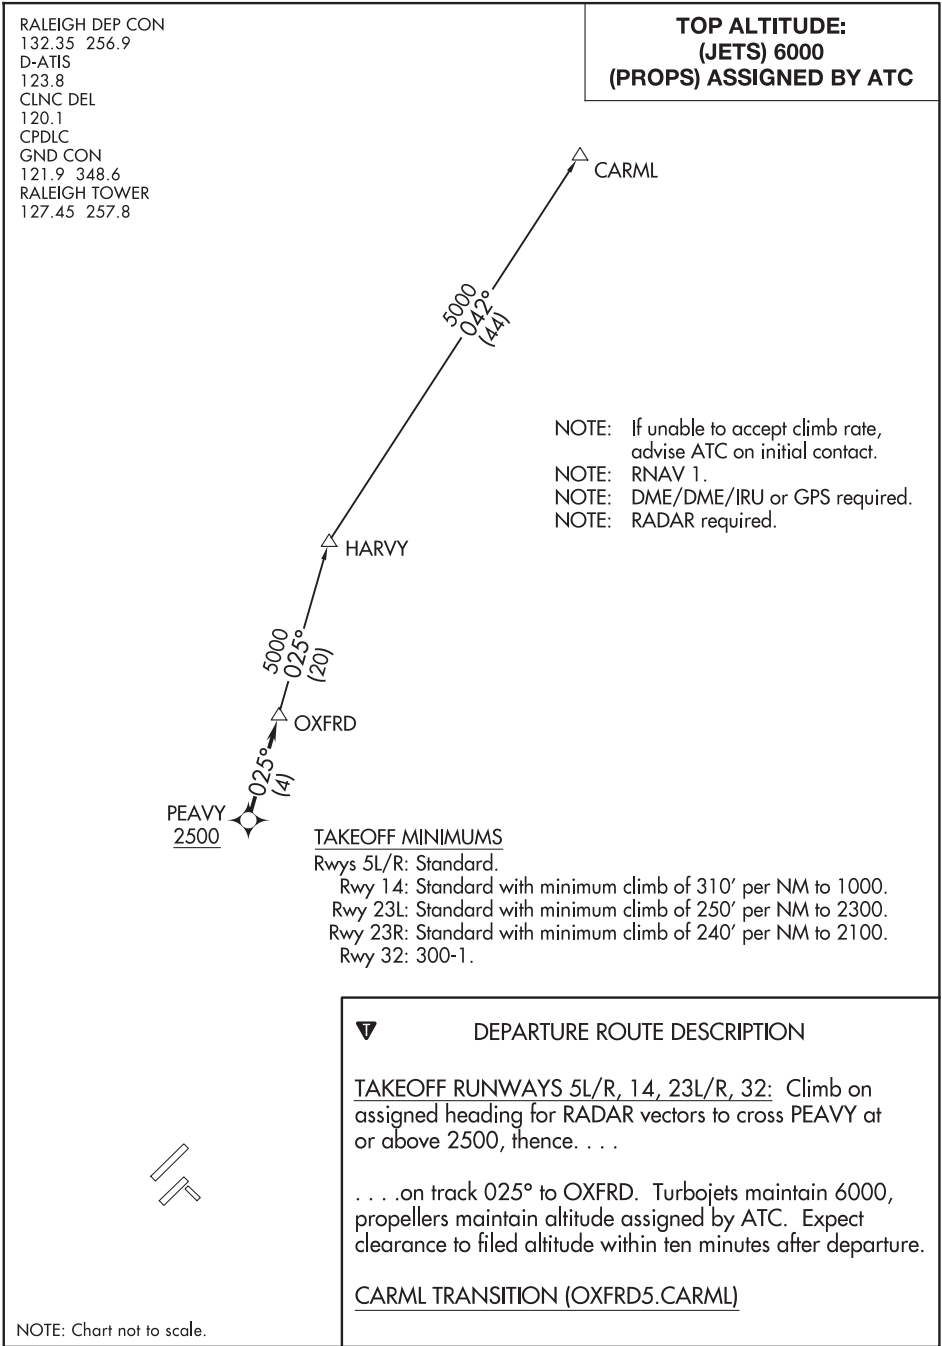 RALEIGH DEP CON
132.35 256.9
D-ATIS
123.8
CLNC DEL
120.1
CPDLC
GND CON
121.9 348.6
RALEIGH TOWER
127.45 257.8
TOP ALTITUDE:
(JETS) 6000
(PROPS) ASSIGNED BY ATC
CARML
5000
042°
(44)
NOTE: If unable to accept climb rate,
advise ATC on initial contact.
NOTE: RNAV 1.
NOTE: DME/DME/IRU or GPS required.
NOTE: RADAR required.
HARVY
5000
025°
(20)
OXFRD
025°
(4)
PEAVY
2500
TAKEOFF MINIMUMS
Rwys 5L/R: Standard.
Rwy 14: Standard with minimum climb of 310' per NM to 1000.
Rwy 23L: Standard with minimum climb of 250' per NM to 2300.
Rwy 23R: Standard with minimum climb of 240' per NM to 2100.
Rwy 32: 300-1.
T DEPARTURE ROUTE DESCRIPTION
TAKEOFF RUNWAYS 5L/R, 14, 23L/R, 32: Climb on
assigned heading for RADAR vectors to cross PEAVY at
or above 2500, thence. . . .
. . . .on track 025° to OXFRD. Turbojets maintain 6000,
propellers maintain altitude assigned by ATC. Expect
clearance to filed altitude within ten minutes after departure.
CARML TRANSITION (OXFRD5.CARML)
NOTE: Chart not to scale.